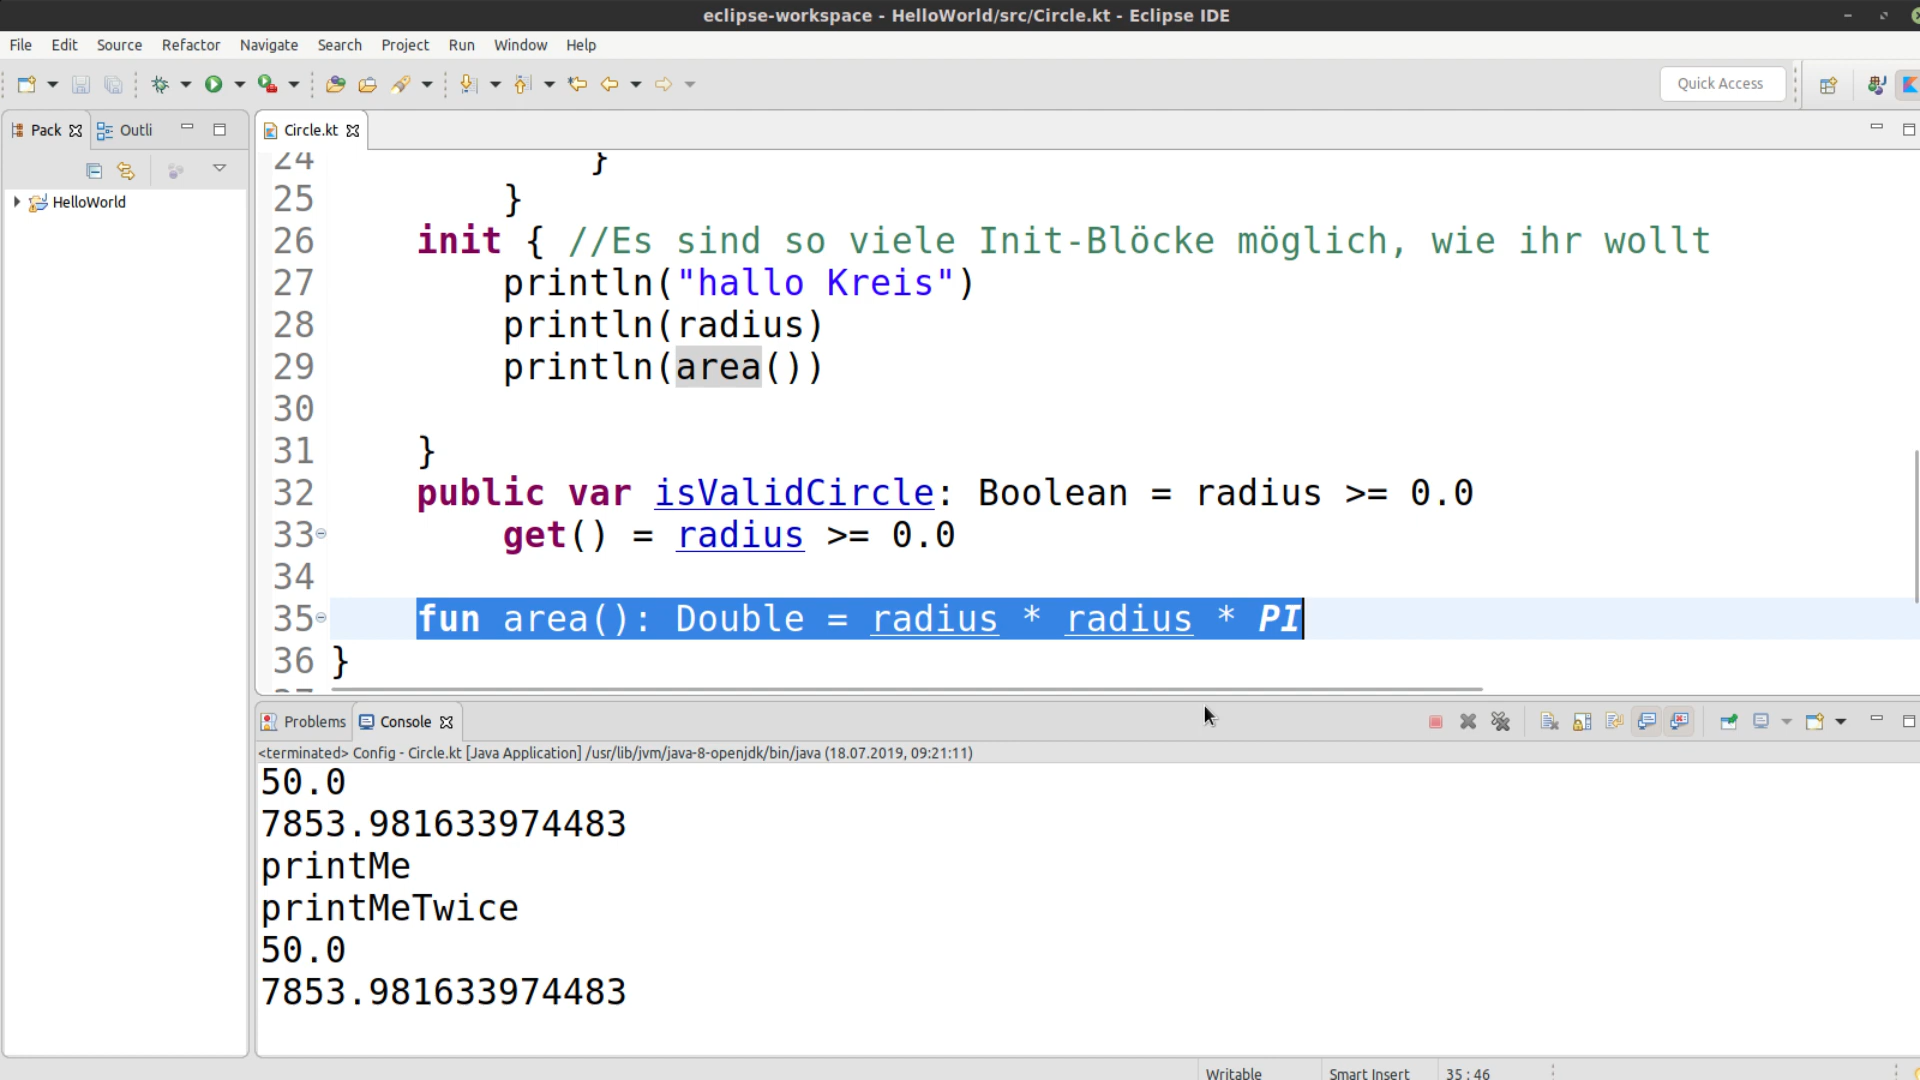 eclipse-workspace - HelloWorld/src/Circle.kt - Eclipse IDE
File Edit Source Refactor Navigate Search Project Run Window Help
Quick Access
Pack Outli
Circle.kt
HelloWorld
24 }
25 }
26 init { //Es sind so viele Init-Blöcke möglich, wie ihr wollt
27 println("hallo Kreis")
28 println(radius)
29 println(area())
30
31 }
32 public var isValidCircle: Boolean = radius >= 0.0
33 get() = radius >= 0.0
34
35 fun area(): Double = radius * radius * PI
36 }
Problems Console
<terminated> Config - Circle.kt [Java Application] /usr/lib/jvm/java-8-openjdk/bin/java (18.07.2019, 09:21:11)
50.0
7853.981633974483
printMe
printMeTwice
50.0
7853.981633974483
Writable Smart Insert 35 : 46